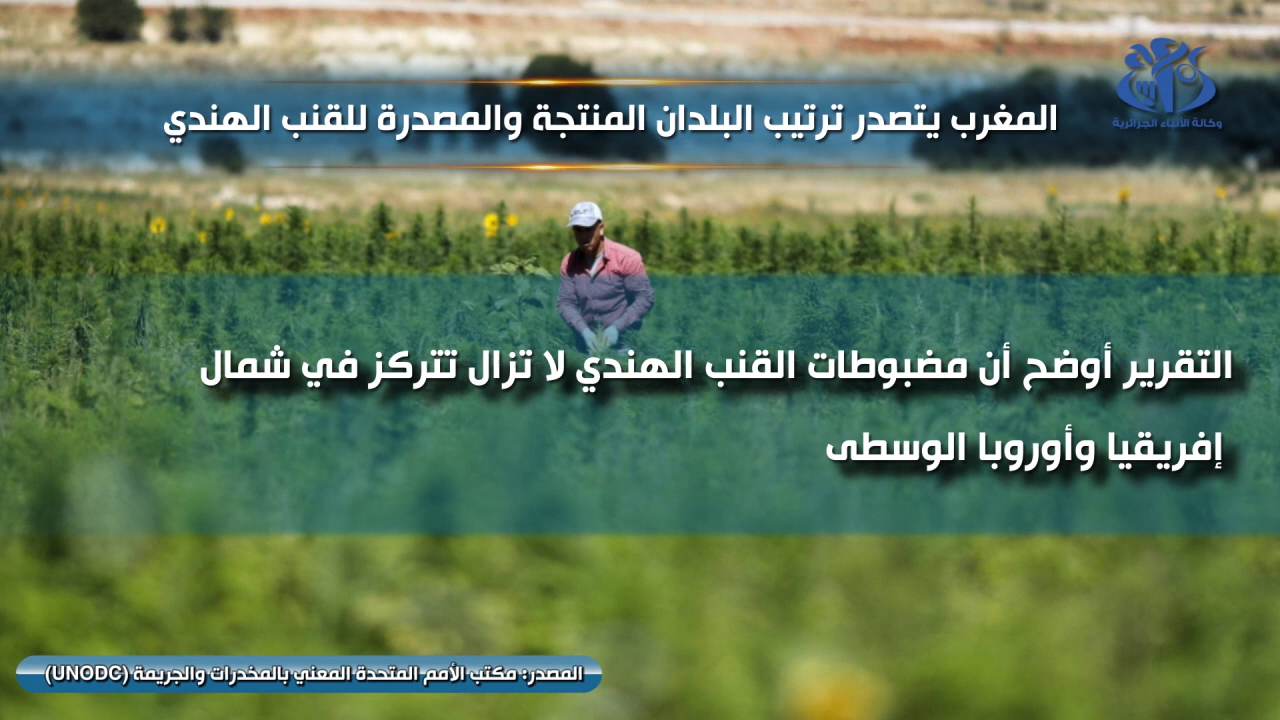 وكالة الأنباء الجزائرية
المغرب يتصدر ترتيب البلدان المنتجة والمصدرة للقنب الهندي
التقرير أوضح أن مضبوطات القنب الهندي لا تزال تتركز في شمال
إفريقيا وأوروبا الوسطى
المصدر: مكتب الأمم المتحدة المعني بالمخدرات والجريمة (UNODC)